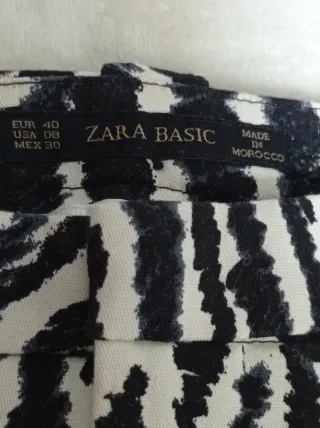 EUR 40
USA 08
MEX 30
ZARA BASIC
MADE
IN
MOROCCO